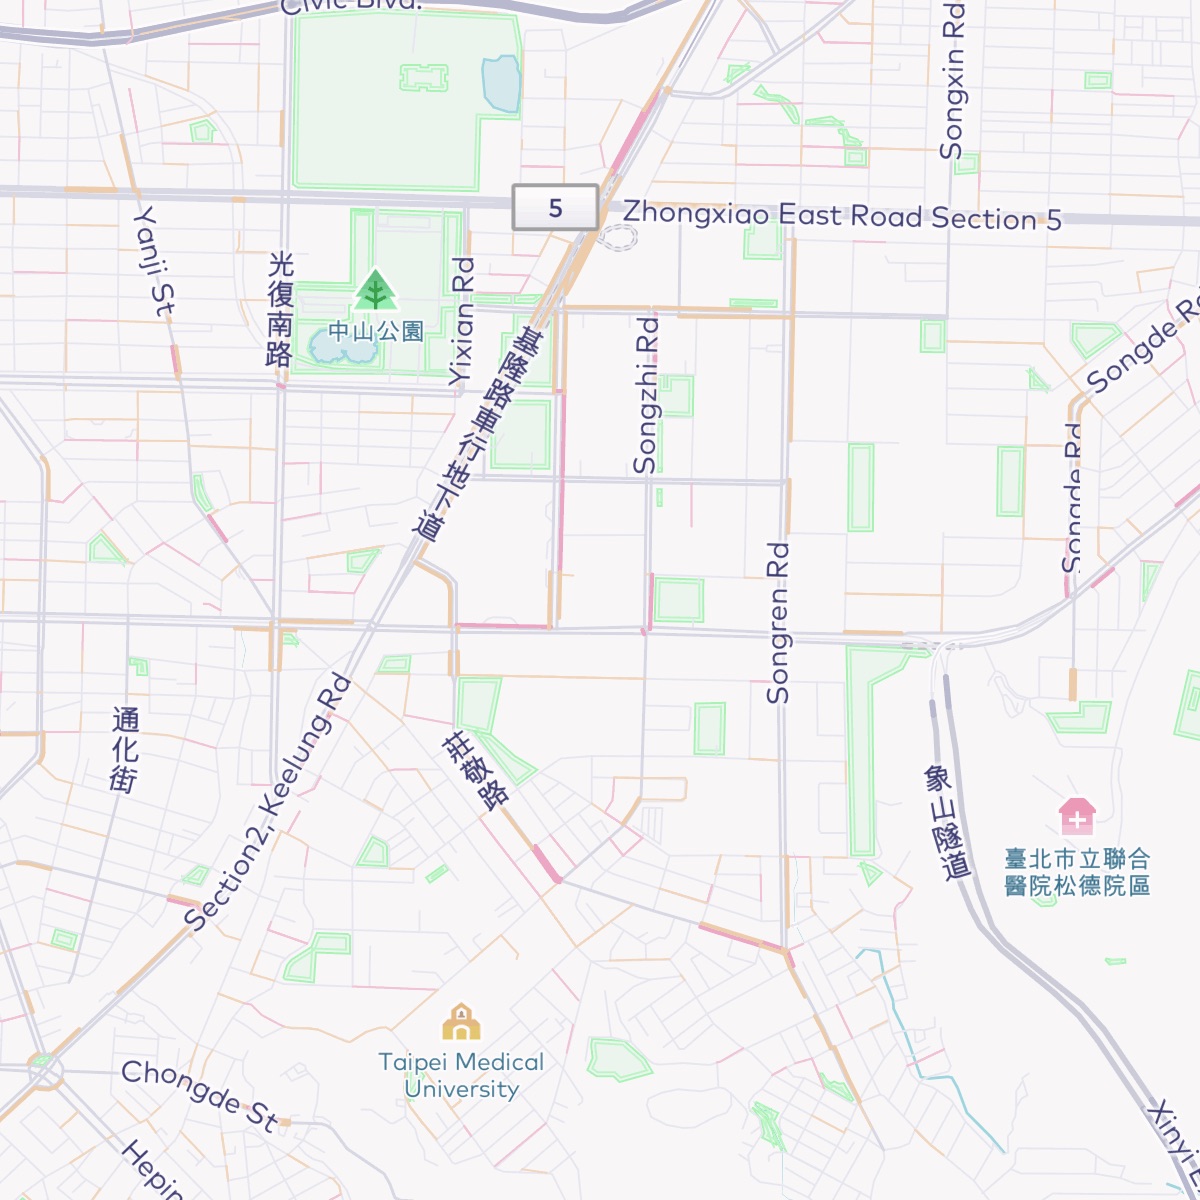 Civic Blvd.
Songxin Rd
5
Zhongxiao East Road Section 5
Yanji St
光復南路
Yixian Rd
中山公園
基隆路車行地下道
Songzhi Rd
Songde Rd
Songde Rd
Songren Rd
通化街
Section2, Keelung Rd
莊敬路
象山隧道
臺北市立聯合
醫院松德院區
Taipei Medical
University
Chongde St
Hepin
Xinyi E